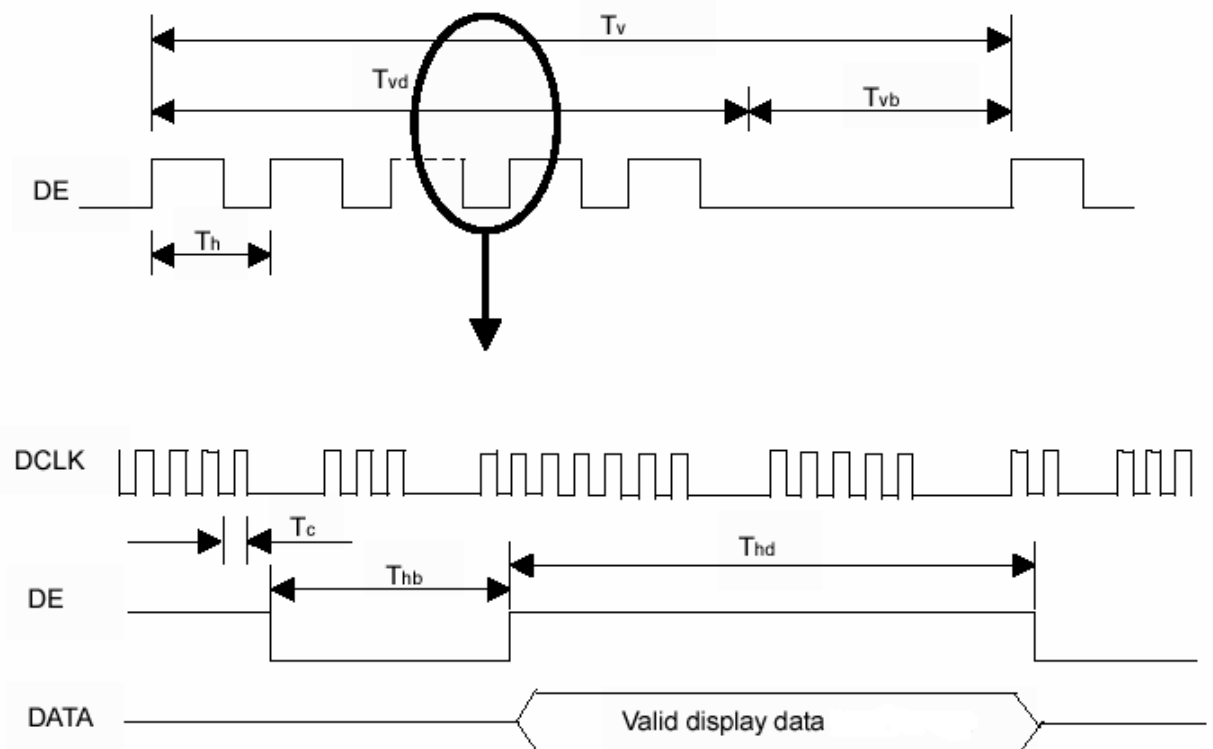 Tv
Tvd
Tvb
DE
Th
DCLK
Tc
Thd
Thb
DE
DATA
Valid display data